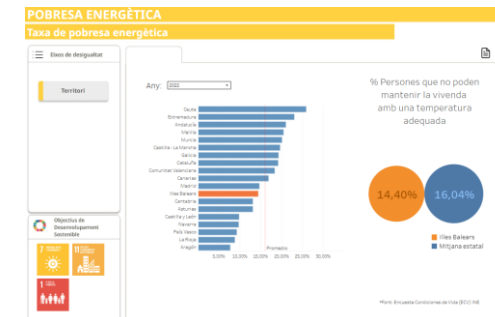 POBRESA ENERGÈTICA
Taxa de pobresa energètica
Eixos de desigualtat
Territori
Objectius de
Desenvolupament
Sostenible
7
11
1
Any: 2022
Ceuta
Extremadura
Andalucía
Melilla
Murcia
Castilla - La Mancha
Galicia
Cataluña
Comunitat Valenciana
Canarias
Madrid
Illes Balears
Cantabria
Asturias
Castilla y León
Navarra
País Vasco
La Rioja
Aragón
Promedio
5,00% 10,00% 15,00% 20,00% 25,00% 30,00%
% Persones que no poden
mantenir la vivenda
amb una temperatura
adequada
14,40% 16,04%
Illes Balears
Mitjana estatal
*Font: Encuesta Condiciones de Vida (ECV)-INE